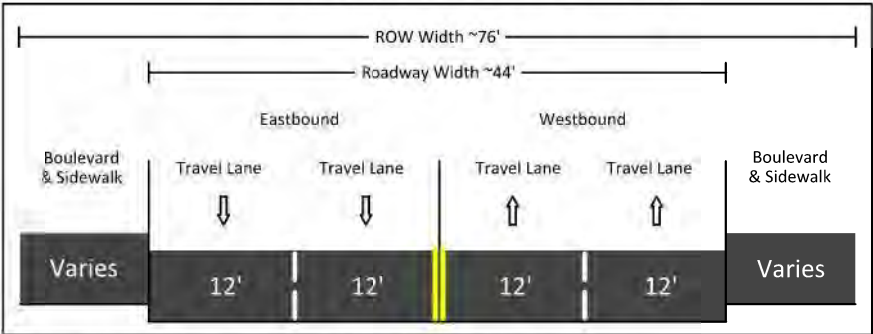 ROW Width ~76'
Roadway Width ~44'
Eastbound Westbound
Boulevard
& Sidewalk
Travel Lane Travel Lane Travel Lane Travel Lane
Boulevard
& Sidewalk
Varies 12' 12' 12' 12' Varies